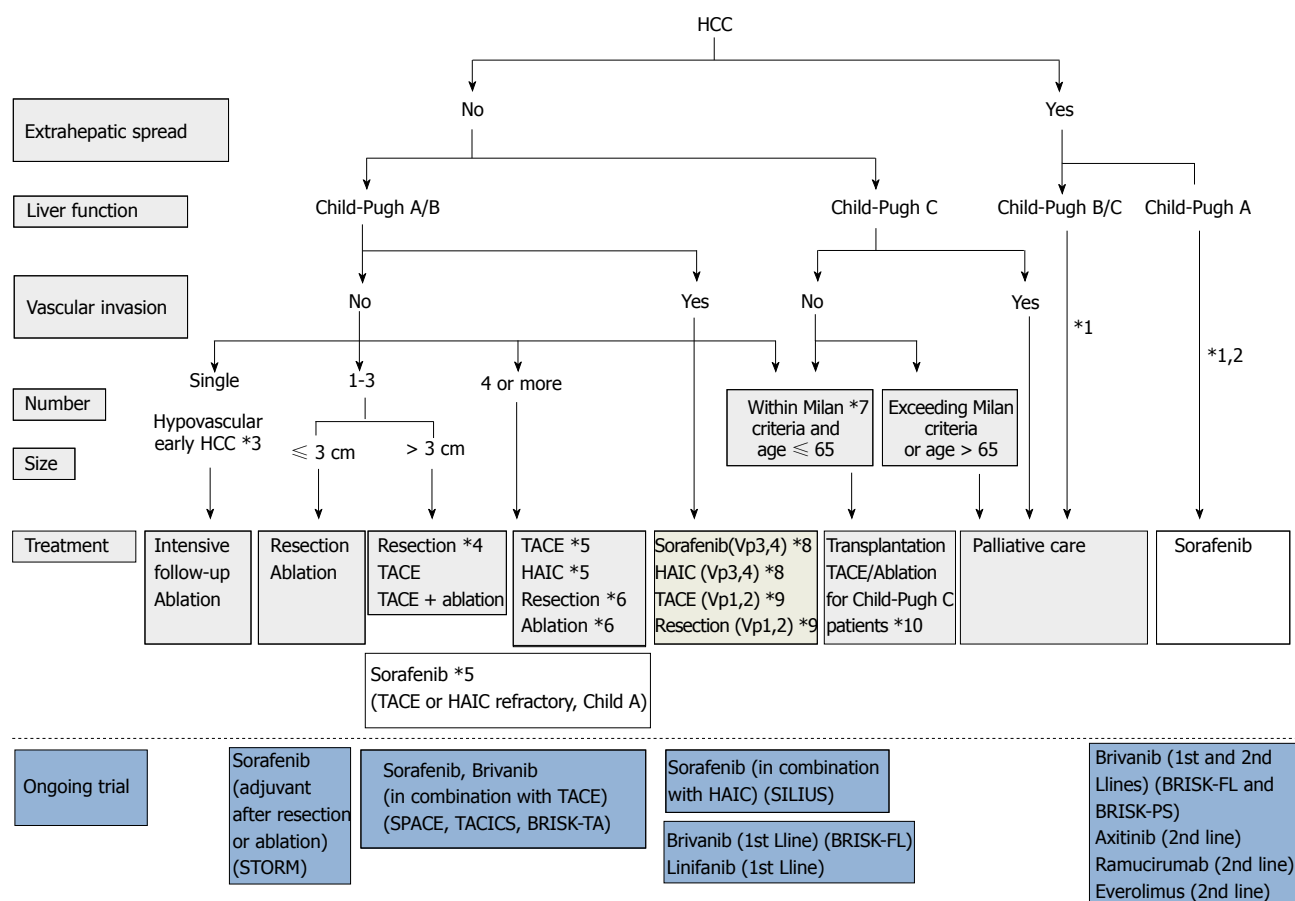 HCC
No
Yes
Extrahepatic spread
Liver function
Child-Pugh A/B
Child-Pugh C
Child-Pugh B/C
Child-Pugh A
Vascular invasion
No
Yes
No
Yes
*1
*1,2
Number
Single
1-3
4 or more
Hypovascular
early HCC *3
Size
≤ 3 cm
> 3 cm
Within Milan *7
criteria and
age ≤ 65
Exceeding Milan
criteria
or age > 65
Treatment
Intensive
follow-up
Ablation
Resection
Ablation
Resection *4
TACE
TACE + ablation
TACE *5
HAIC *5
Resection *6
Ablation *6
Sorafenib(Vp3,4) *8
HAIC (Vp3,4) *8
TACE (Vp1,2) *9
Resection (Vp1,2) *9
Transplantation
TACE/Ablation
for Child-Pugh C
patients *10
Palliative care
Sorafenib
Sorafenib *5
(TACE or HAIC refractory, Child A)
Ongoing trial
Sorafenib
(adjuvant
after resection
or ablation)
(STORM)
Sorafenib, Brivanib
(in combination with TACE)
(SPACE, TACICS, BRISK-TA)
Sorafenib (in combination
with HAIC) (SILIUS)
Brivanib (1st Lline) (BRISK-FL)
Linifanib (1st Lline)
Brivanib (1st and 2nd
Llines) (BRISK-FL and
BRISK-PS)
Axitinib (2nd line)
Ramucirumab (2nd line)
Everolimus (2nd line)